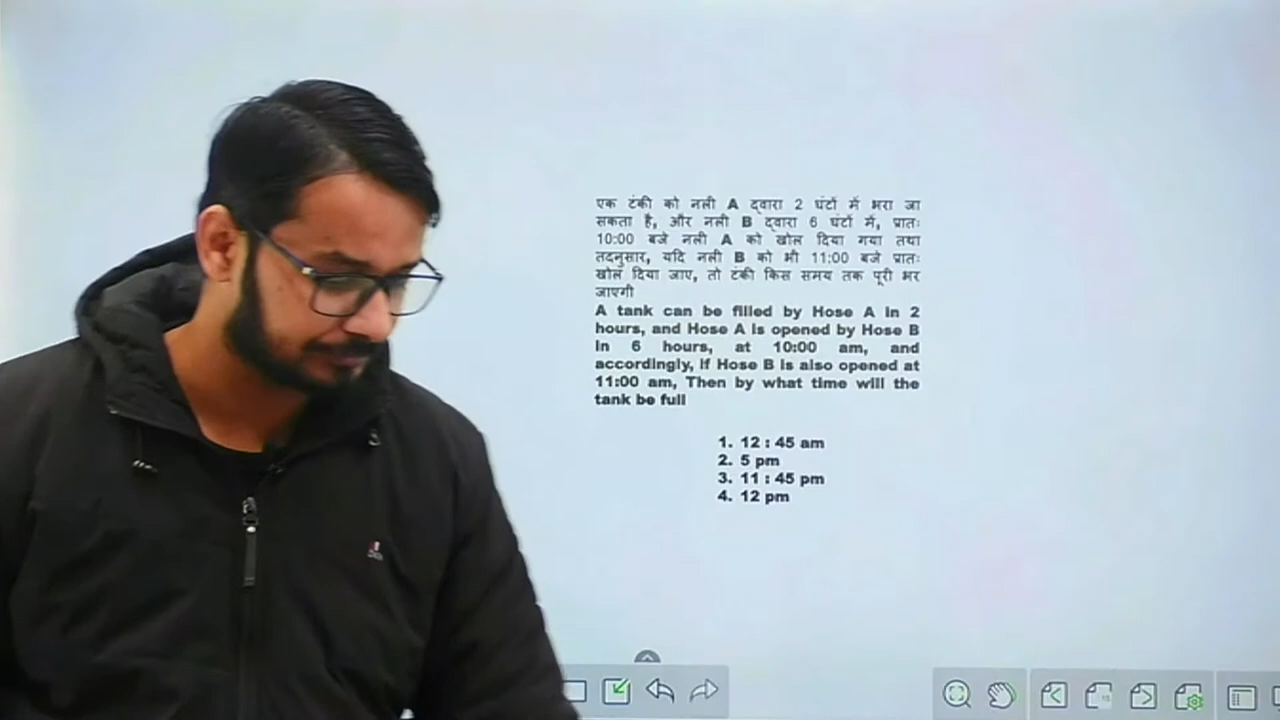 एक टंकी को नली A द्वारा 2 घंटों में भरा जा
सकता है, और नली B द्वारा 6 घंटों में, प्रातः
10:00 बजे नली A को खोल दिया गया तथा
तदनुसार, यदि नली B को भी 11:00 बजे प्रातः
खोल दिया जाए, तो टंकी किस समय तक पूरी भर
जाएगी
A tank can be filled by Hose A in 2
hours, and Hose A is opened by Hose B
in 6 hours, at 10:00 am, and
accordingly, if Hose B is also opened at
11:00 am, Then by what time will the
tank be full
1. 12 : 45 am
2. 5 pm
3. 11 : 45 pm
4. 12 pm